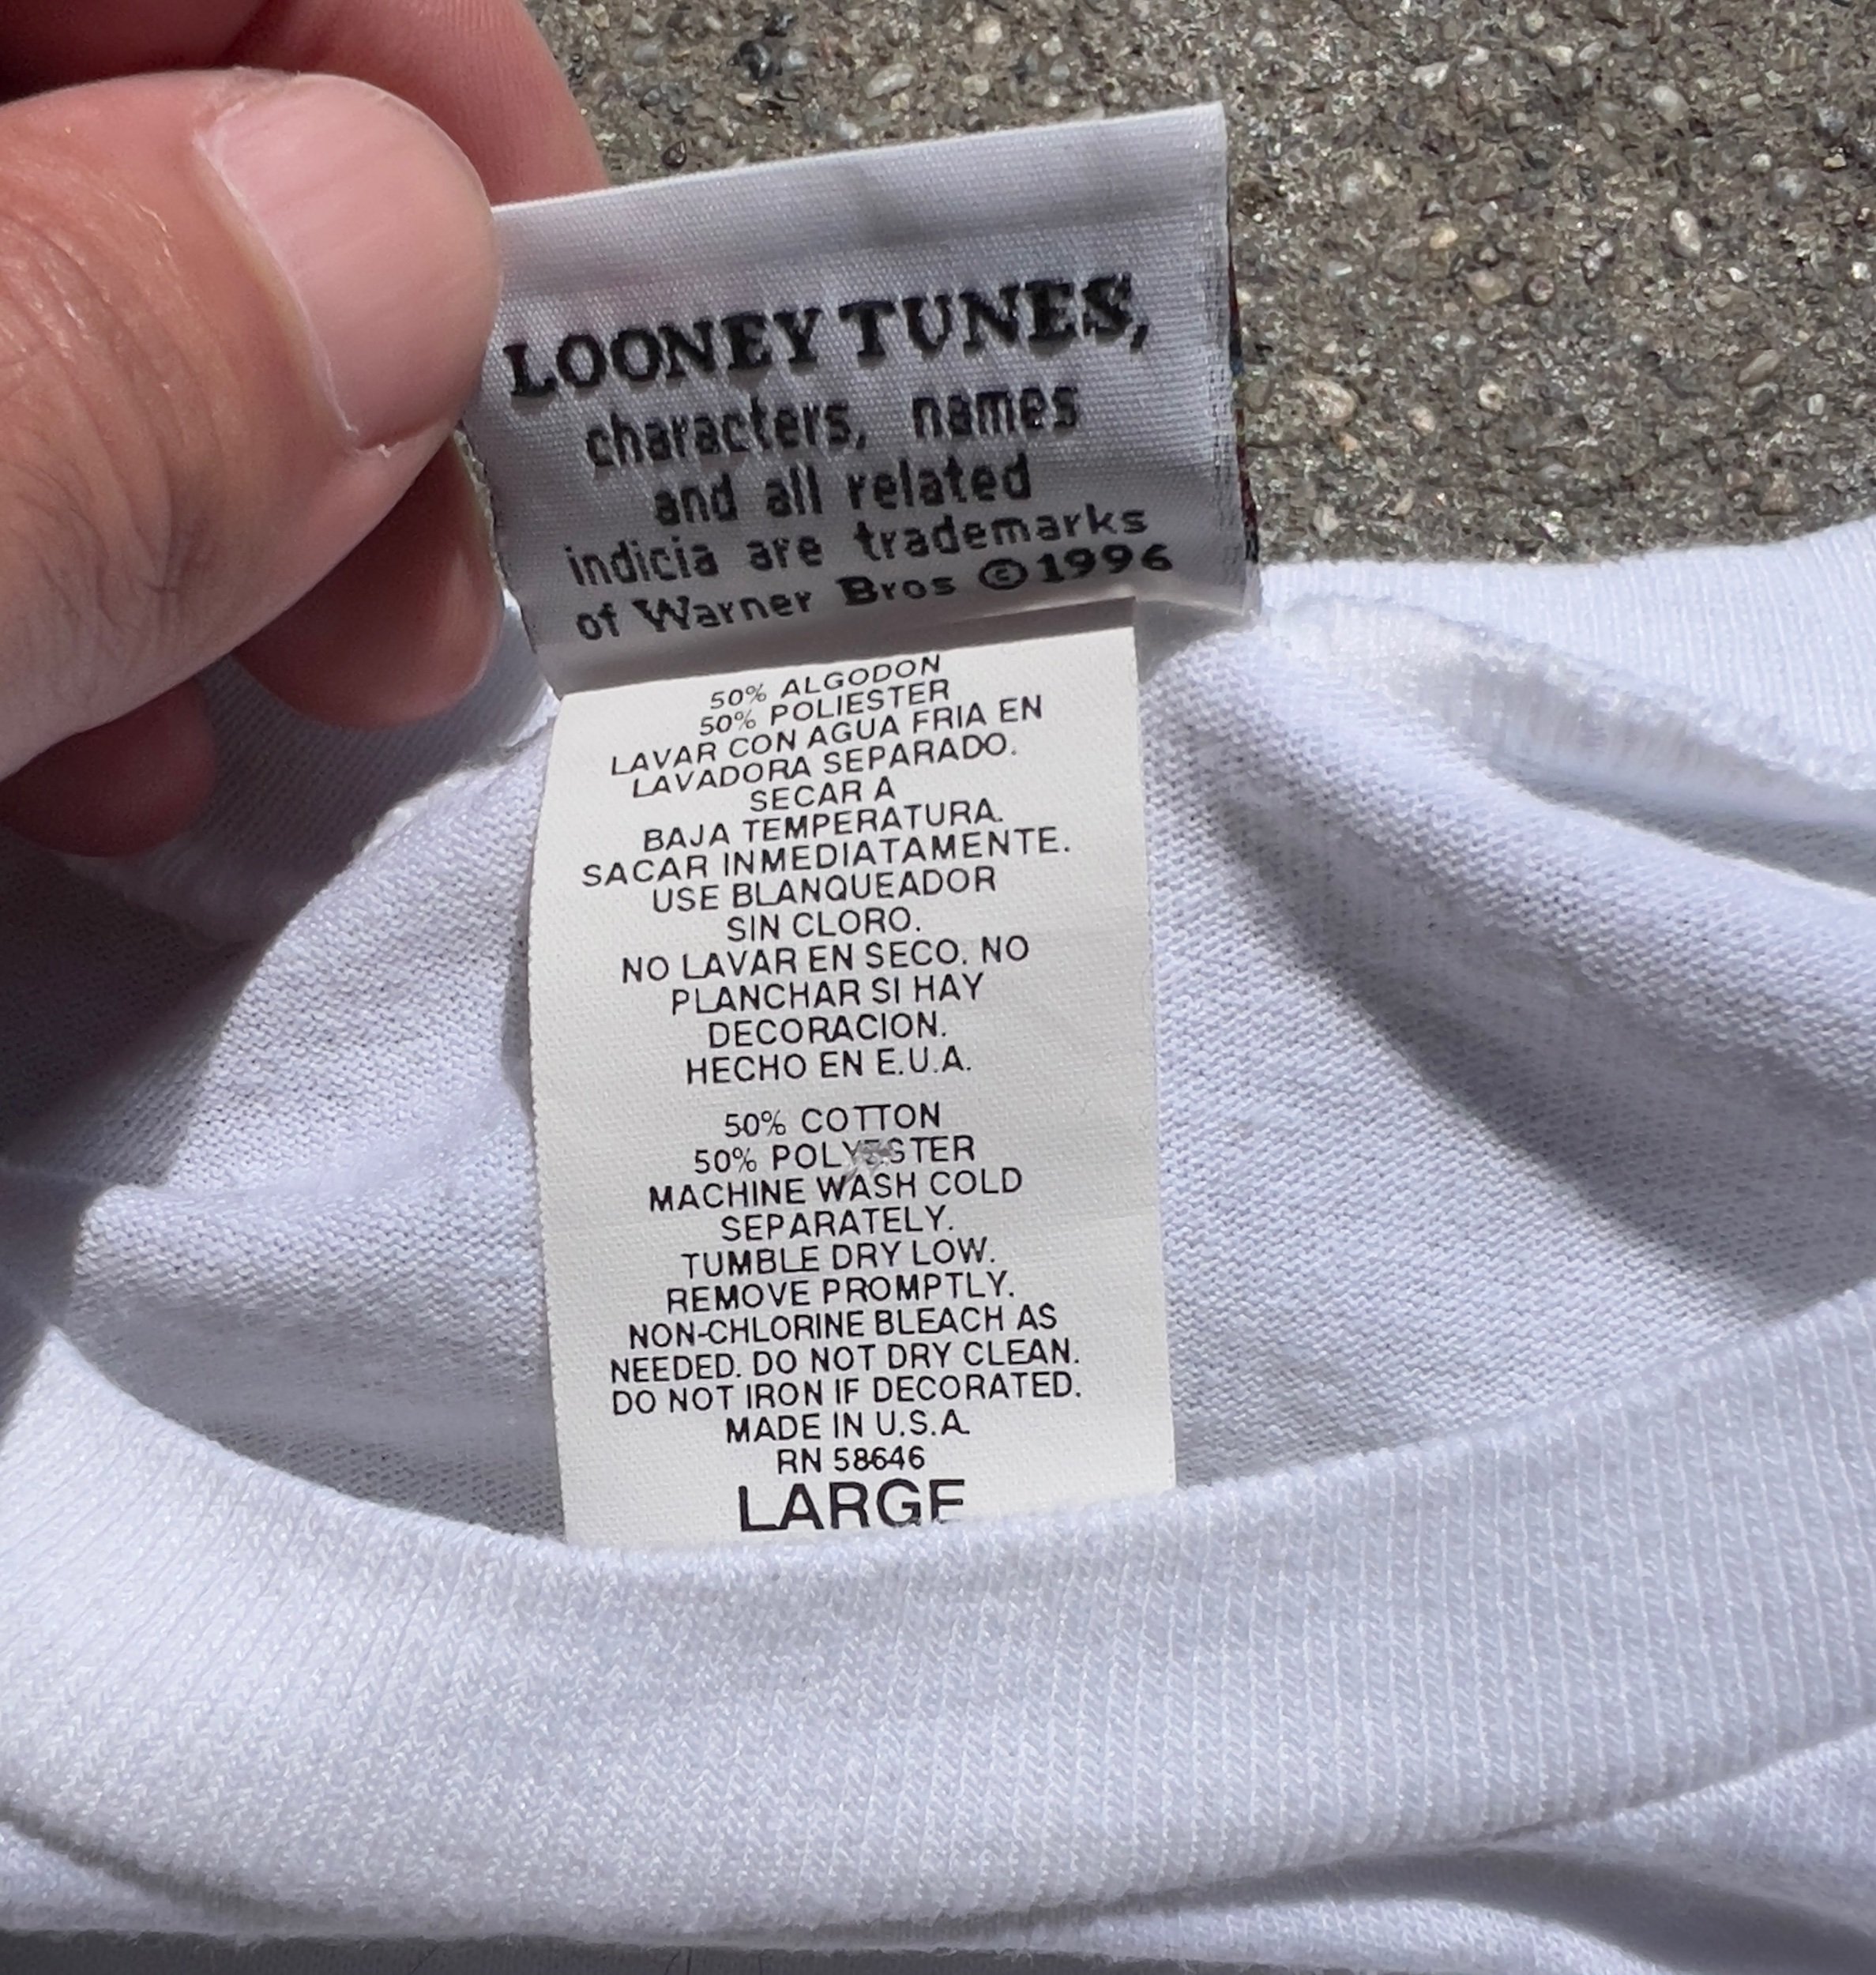 LOONEY TUNES,
characters, names
and all related
indicia are trademarks
of Warner Bros ©1996
50% ALGODON
50% POLIESTER
LAVAR CON AGUA FRIA EN
LAVADORA SEPARADO.
SECAR A
BAJA TEMPERATURA.
SACAR INMEDIATAMENTE.
USE BLANQUEADOR
SIN CLORO.
NO LAVAR EN SECO. NO
PLANCHAR SI HAY
DECORACION.
HECHO EN E.U.A.
50% COTTON
50% POLYESTER
MACHINE WASH COLD
SEPARATELY.
TUMBLE DRY LOW.
REMOVE PROMPTLY.
NON-CHLORINE BLEACH AS
NEEDED. DO NOT DRY CLEAN.
DO NOT IRON IF DECORATED.
MADE IN U.S.A.
RN 58646
LARGE